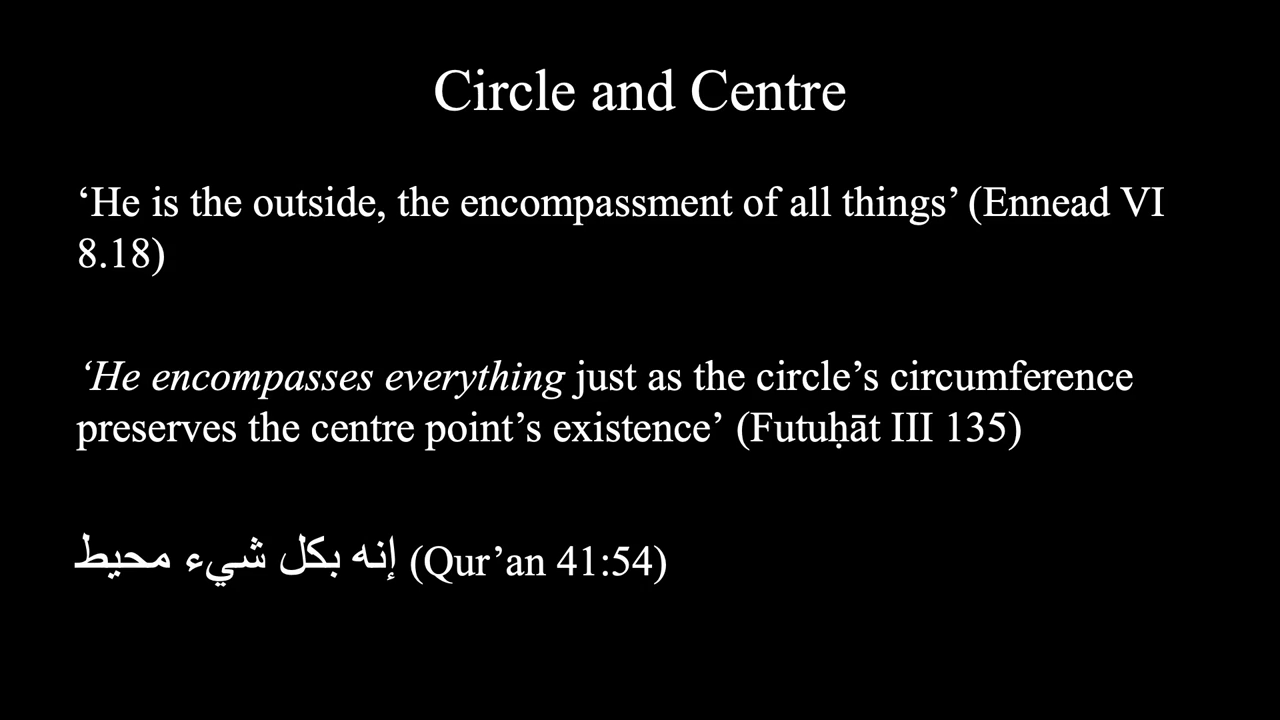 Circle and Centre
‘He is the outside, the encompassment of all things’ (Ennead VI
8.18)
‘He encompasses everything just as the circle’s circumference
preserves the centre point’s existence’ (Futuḥāt III 135)
إنه بكل شيء محيط (Qur’an 41:54)